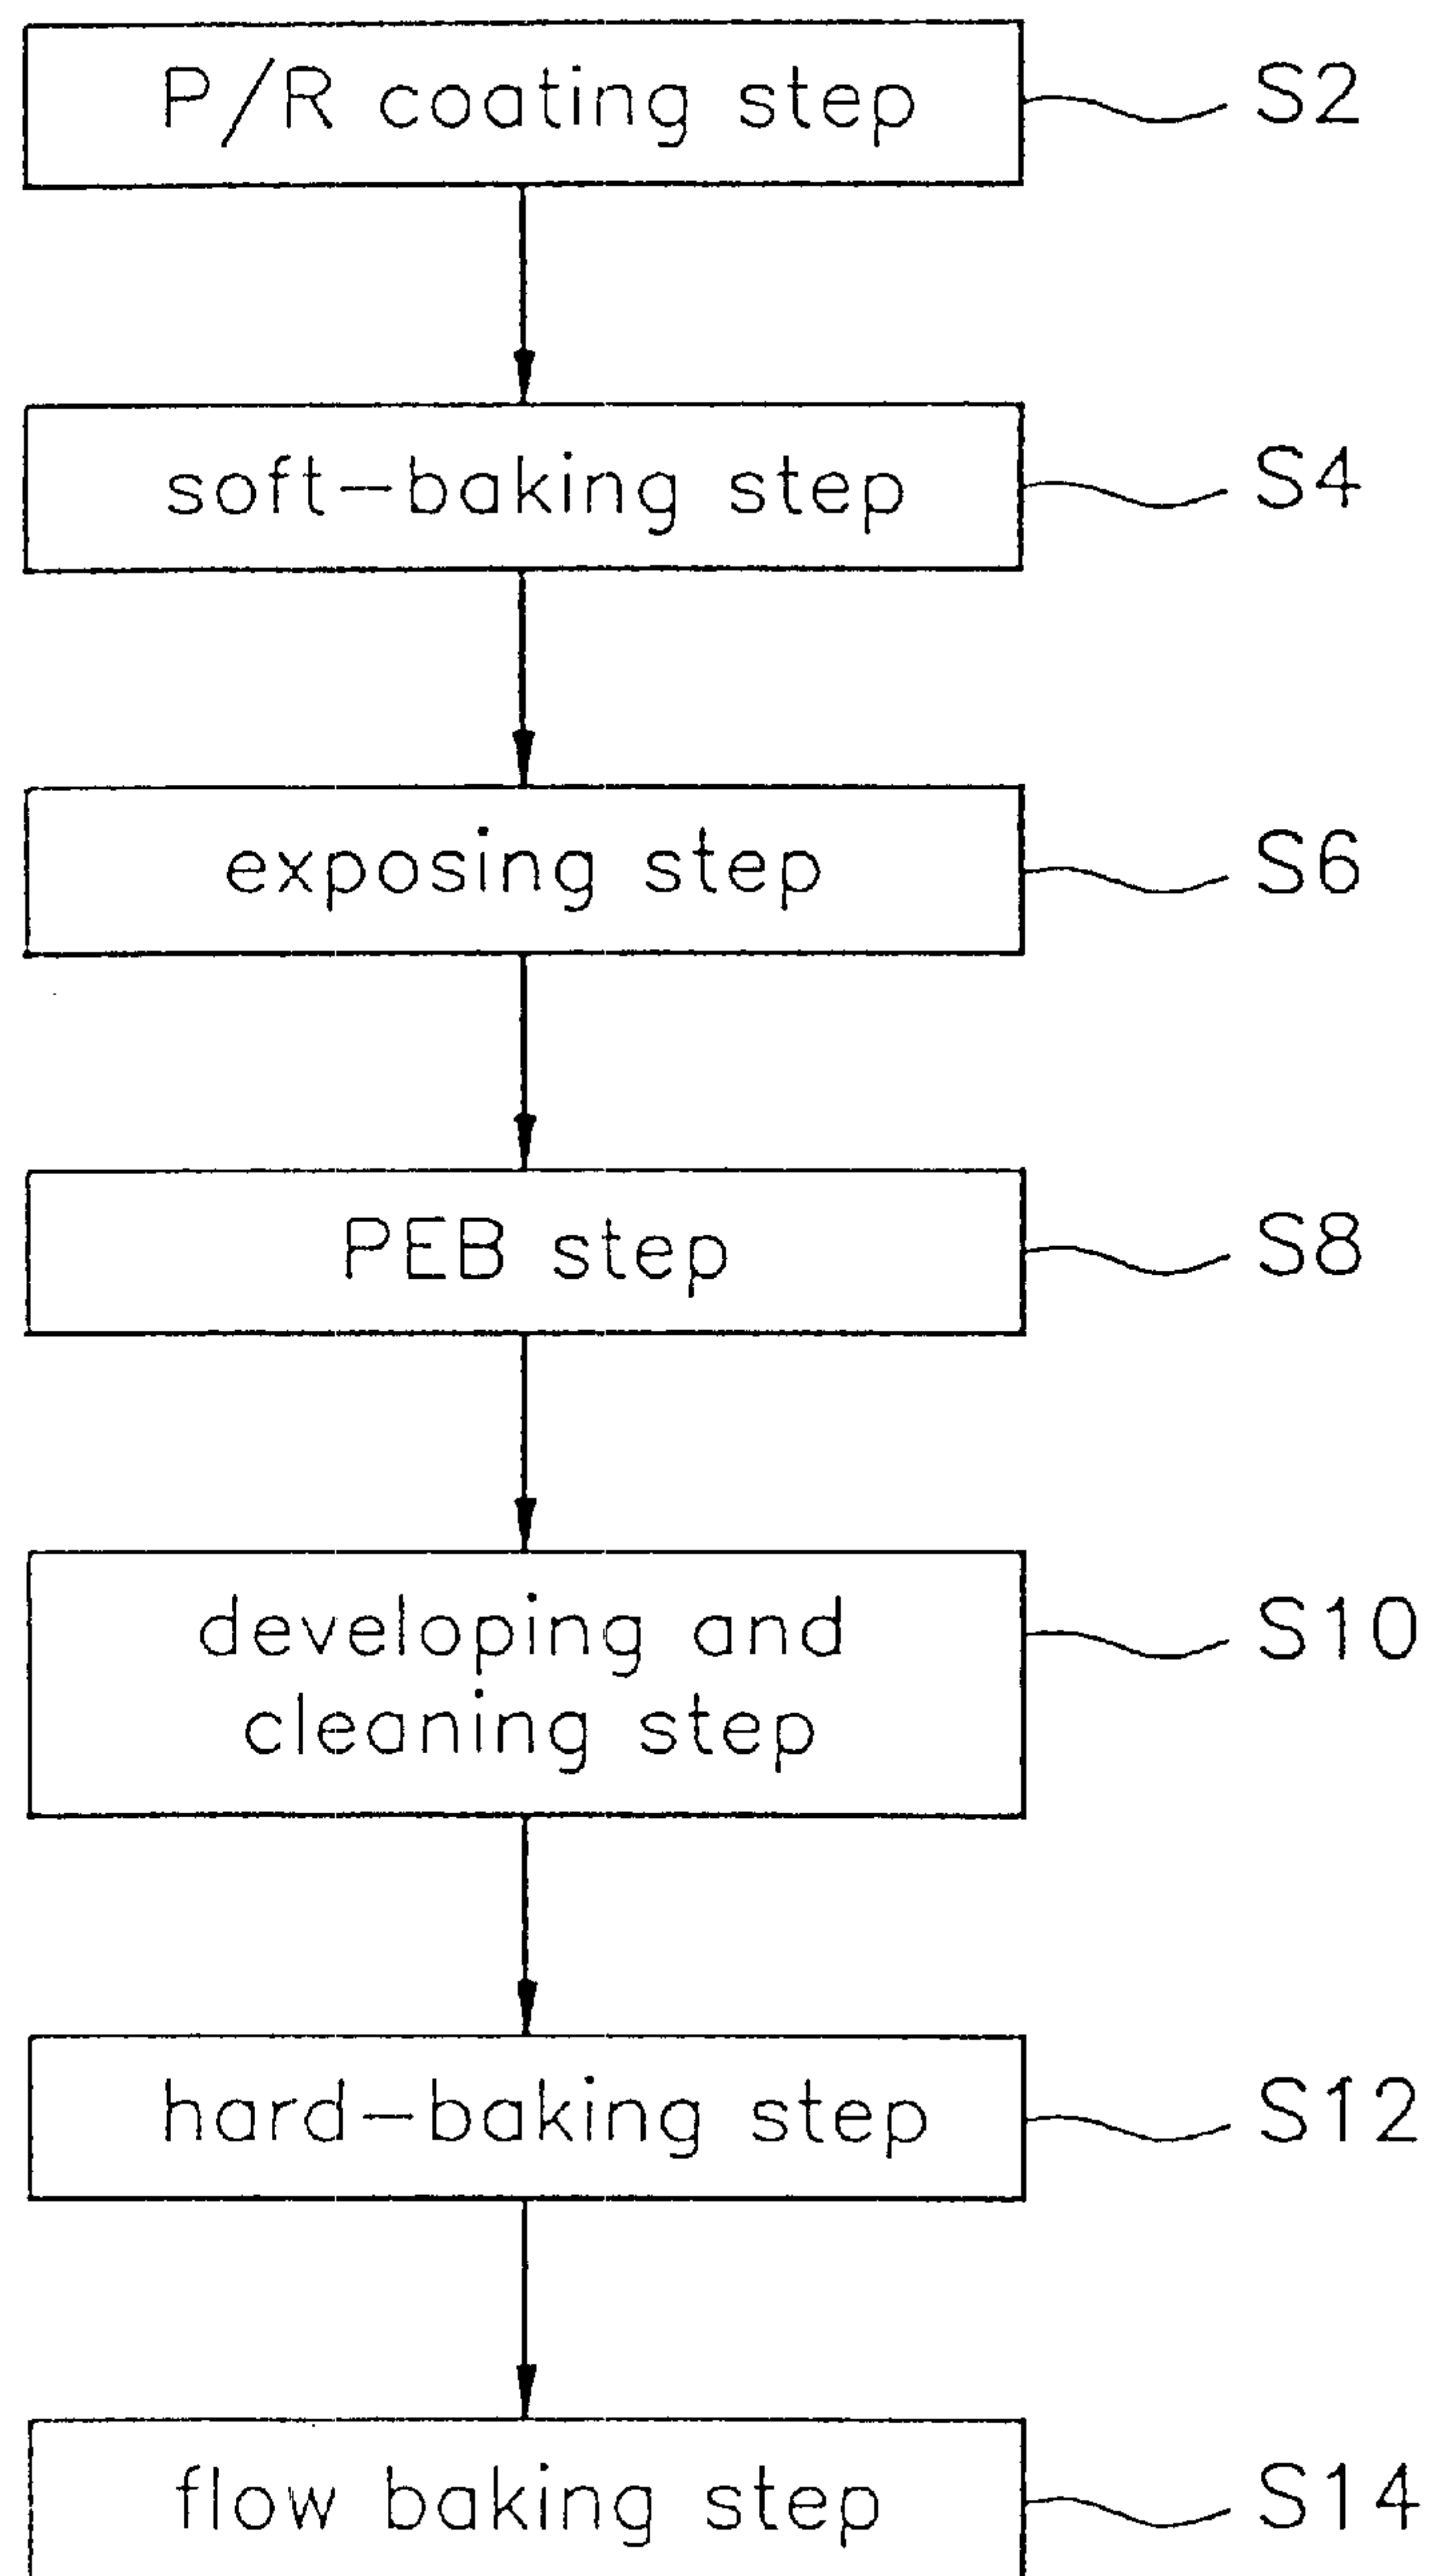 P/R coating step S2
soft-baking step S4
exposing step S6
PEB step S8
developing and S10
cleaning step
hard-baking step S12
flow baking step S14